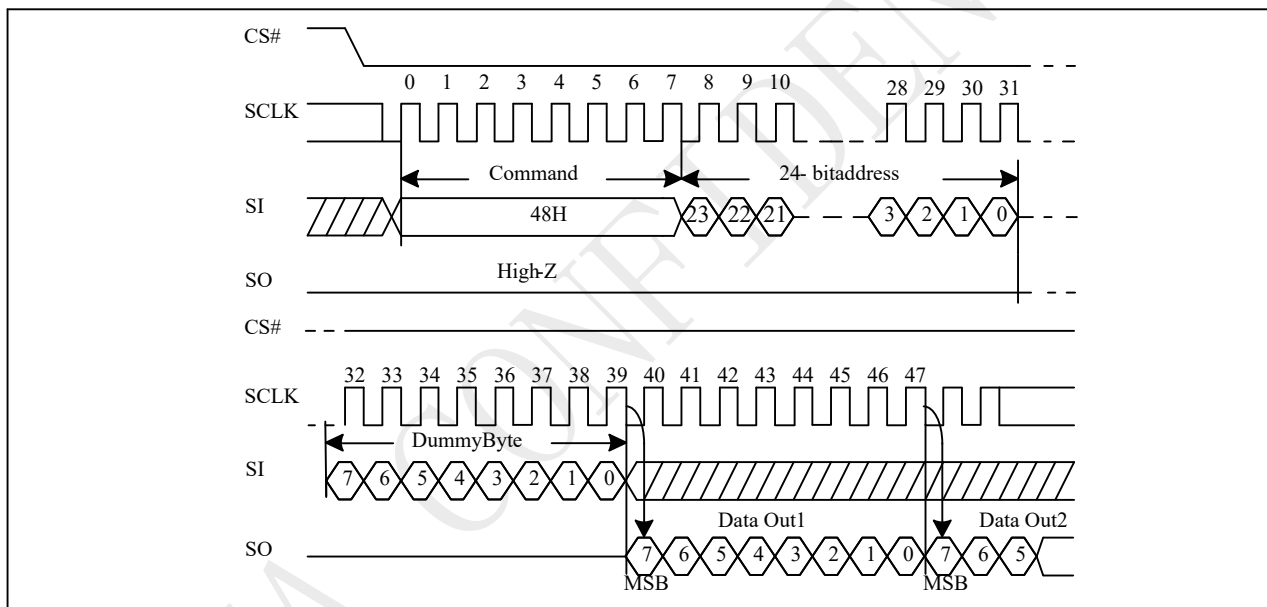 CS#
0 1 2 3 4 5 6 7 8 9 10 28 29 30 31
SCLK
Command 24- bitaddress
SI 48H 23 22 21 3 2 1 0
High-Z
SO
CS#
32 33 34 35 36 37 38 39 40 41 42 43 44 45 46 47
SCLK
DummyByte
SI 7 6 5 4 3 2 1 0
Data Out1 Data Out2
SO 7 6 5 4 3 2 1 0 7 6 5
MSB MSB